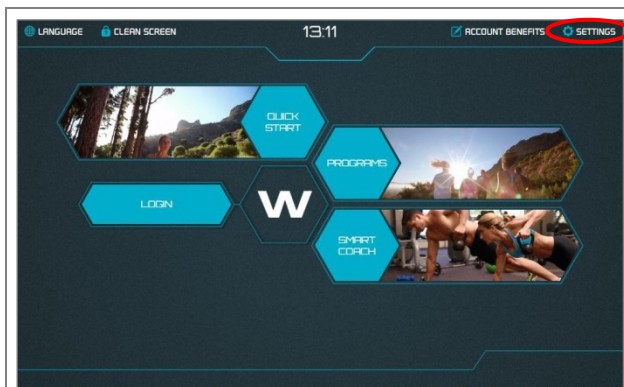 LANGUAGE CLEAN SCREEN 13:11 ACCOUNT BENEFITS SETTINGS
QUICK
START
PROGRAMS
LOGIN
W
SMART
COACH